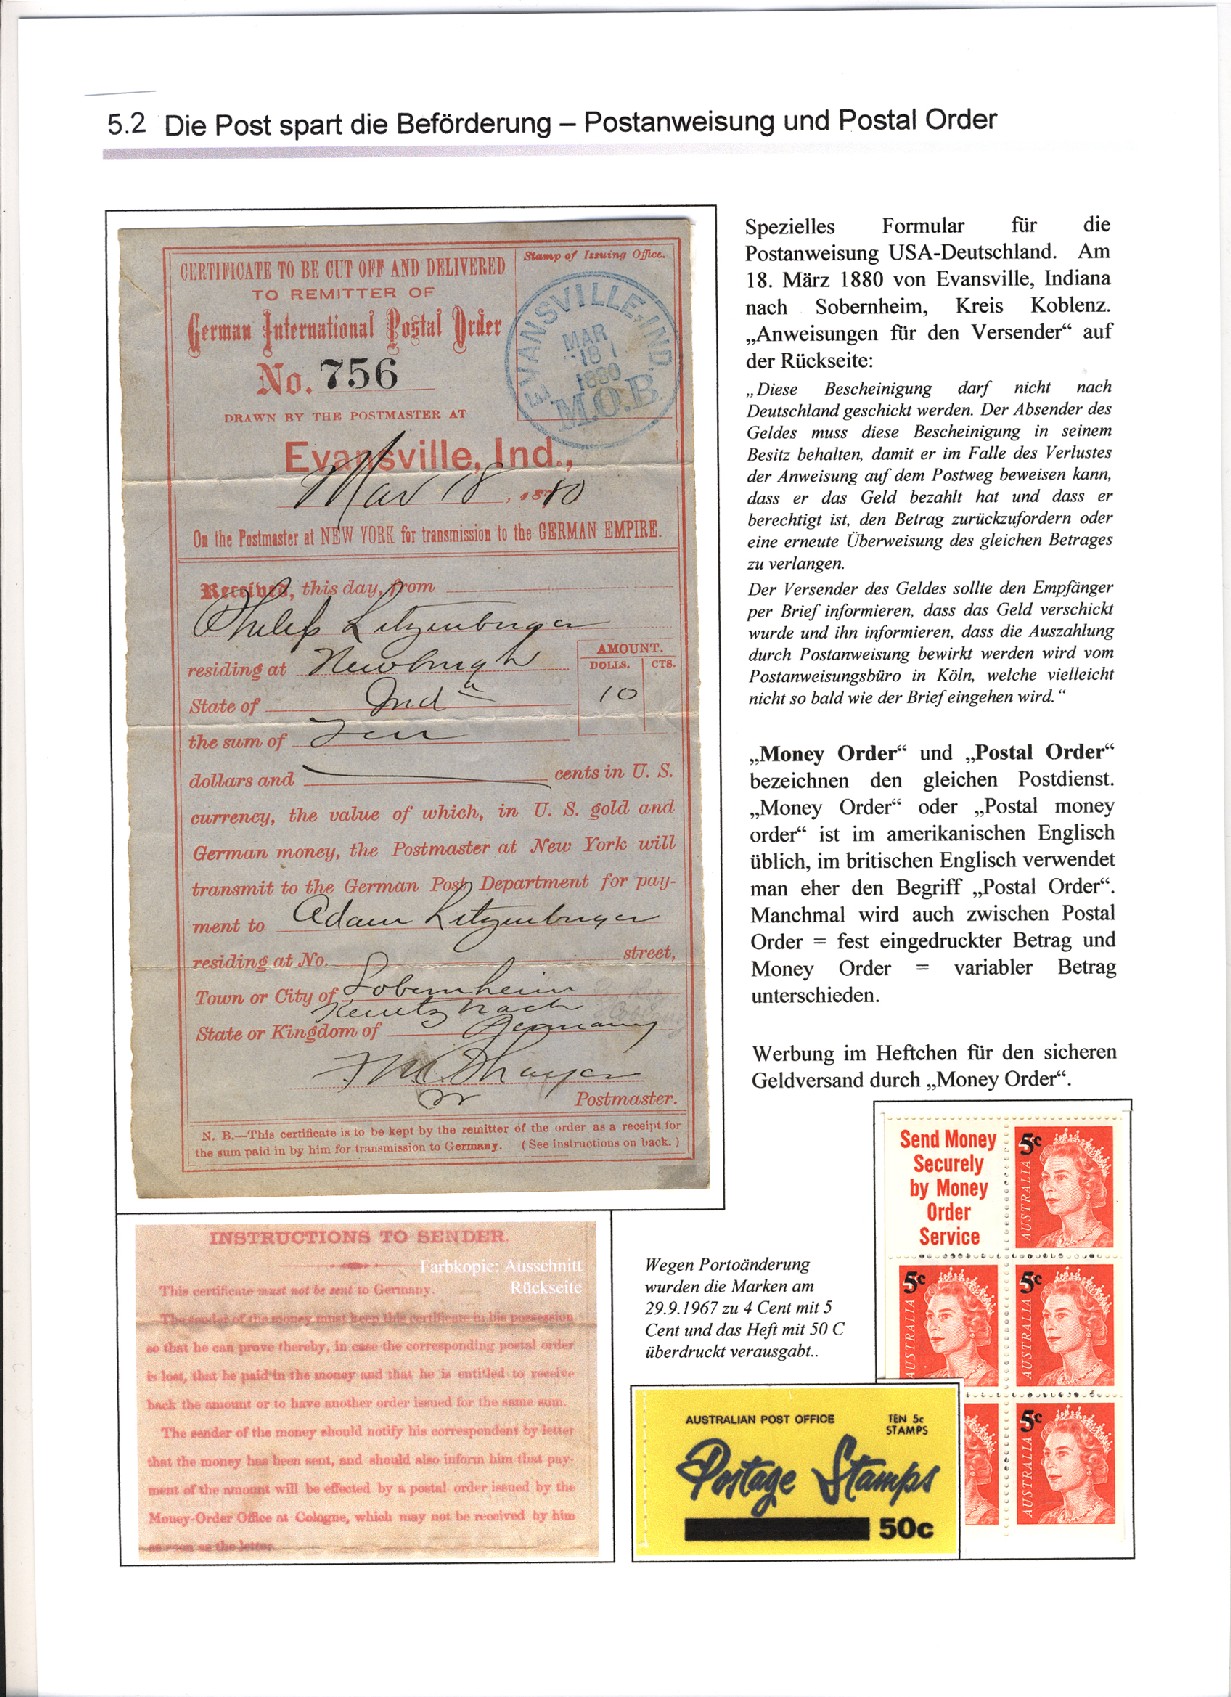 5.2 Die Post spart die Beförderung – Postanweisung und Postal Order
CERTIFICATE TO BE CUT OFF AND DELIVERED
TO REMITTER OF
German International Postal Order
No. 756
DRAWN BY THE POSTMASTER AT
Stamp of Issuing Office.
EVANSVILLE, IND.
MAR
18
1880
M.O.B.
Evansville, Ind.,
Mar 18, 1880
On the Postmaster at NEW YORK for transmission to the GERMAN EMPIRE.
Received, this day, from
Philip Litzenburger
residing at Newburgh
State of Ind
AMOUNT.
DOLLS. CTS.
10
the sum of Ten
dollars and cents in U. S.
currency, the value of which, in U. S. gold and
German money, the Postmaster at New York will
transmit to the German Post Department for pay-
ment to Adam Litzenburger
residing at No. street,
Town or City of Sobernheim
State or Kingdom of Germany
Postmaster.
N. B.—This certificate is to be kept by the remitter of the order as a receipt for
the sum paid in by him for transmission to Germany. (See instructions on back.)
Spezielles Formular für die
Postanweisung USA-Deutschland. Am
18. März 1880 von Evansville, Indiana
nach Sobernheim, Kreis Koblenz.
„Anweisungen für den Versender“ auf
der Rückseite:
„Diese Bescheinigung darf nicht nach
Deutschland geschickt werden. Der Absender des
Geldes muss diese Bescheinigung in seinem
Besitz behalten, damit er im Falle des Verlustes
der Anweisung auf dem Postweg beweisen kann,
dass er das Geld bezahlt hat und dass er
berechtigt ist, den Betrag zurückzufordern oder
eine erneute Überweisung des gleichen Betrages
zu verlangen.
Der Versender des Geldes sollte den Empfänger
per Brief informieren, dass das Geld verschickt
wurde und ihn informieren, dass die Auszahlung
durch Postanweisung bewirkt werden wird vom
Postanweisungsbüro in Köln, welche vielleicht
nicht so bald wie der Brief eingehen wird.“
„Money Order“ und „Postal Order“
bezeichnen den gleichen Postdienst.
„Money Order“ oder „Postal money
order“ ist im amerikanischen Englisch
üblich, im britischen Englisch verwendet
man eher den Begriff „Postal Order“.
Manchmal wird auch zwischen Postal
Order = fest eingedruckter Betrag und
Money Order = variabler Betrag
unterschieden.
Werbung im Heftchen für den sicheren
Geldversand durch „Money Order“.
INSTRUCTIONS TO SENDER.
Farbkopie: Ausschnitt
Rückseite
This certificate must not be sent to Germany.
The sender of the money must keep this certificate in his possession
so that he can prove thereby, in case the corresponding postal order
is lost, that he paid in the money and that he is entitled to receive
back the amount or to have another order issued for the same sum.
The sender of the money should notify his correspondent by letter
that the money has been sent, and should also inform him that pay-
ment of the amount will be effected by a postal order issued by the
Money-Order Office at Cologne, which may not be received by him
as soon as the letter.
Wegen Portoänderung
wurden die Marken am
29.9.1967 zu 4 Cent mit 5
Cent und das Heft mit 50 C
überdruckt verausgabt..
Send Money
Securely
by Money
Order
Service
5c
AUSTRALIA
5c
AUSTRALIA
5c
AUSTRALIA
5c
AUSTRALIA
AUSTRALIAN POST OFFICE
TEN 5c
STAMPS
Postage Stamps
50c